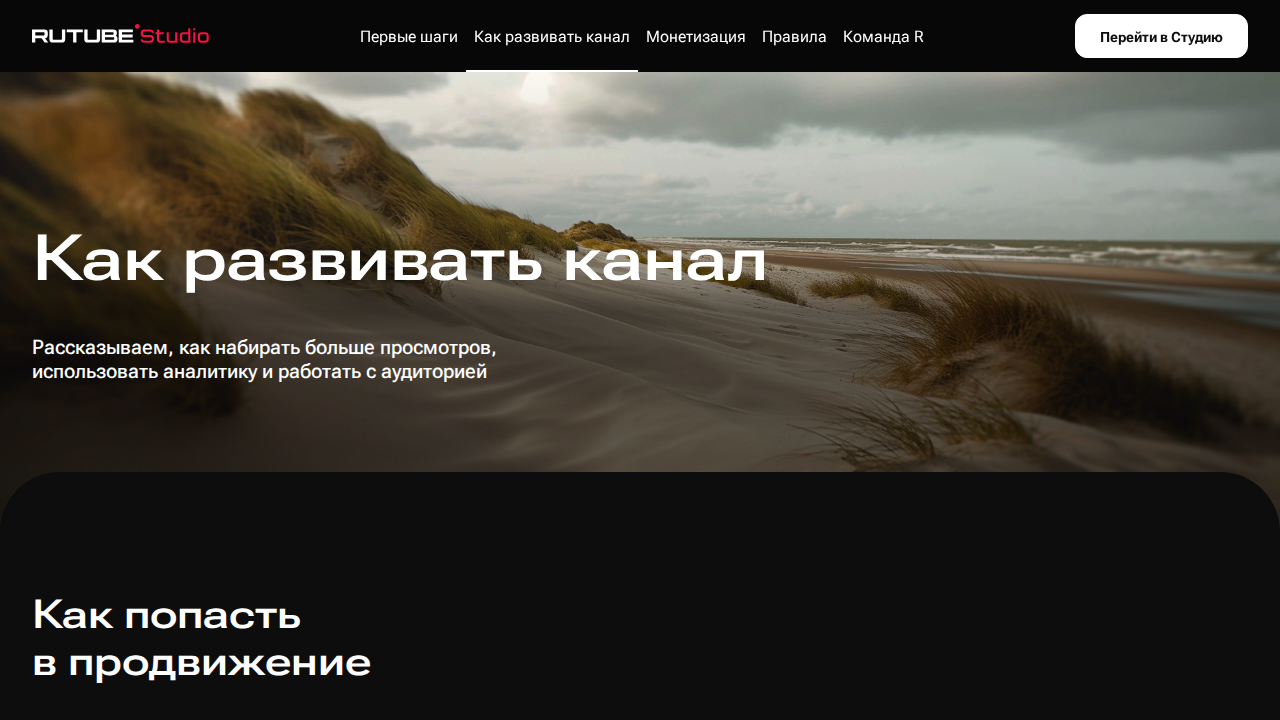 RUTUBE Studio
Первые шаги
Как развивать канал
Монетизация
Правила
Команда R
Перейти в Студию
Как развивать канал
Рассказываем, как набирать больше просмотров,
использовать аналитику и работать с аудиторией
Как попасть
в продвижение